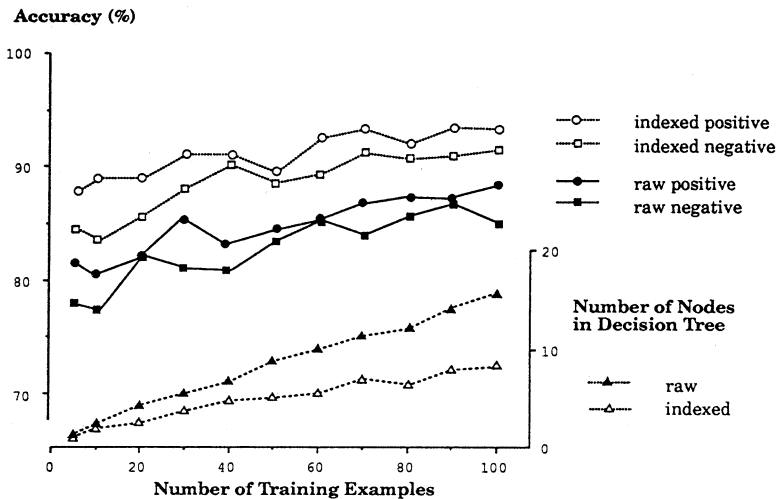 Accuracy (%)
100
90
80
70
indexed positive
indexed negative
raw positive
raw negative
20
10
0
Number of Nodes
in Decision Tree
raw
indexed
0 20 40 60 80 100
Number of Training Examples